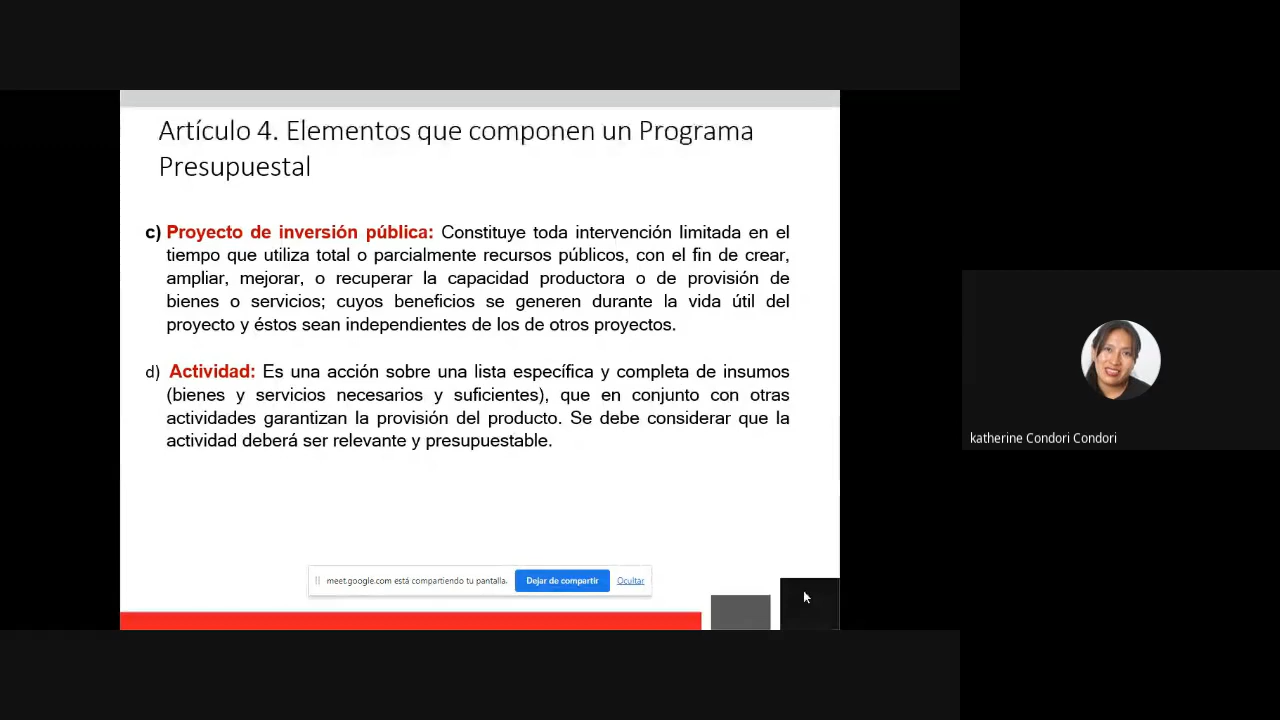 Artículo 4. Elementos que componen un Programa
Presupuestal
c) Proyecto de inversión pública: Constituye toda intervención limitada en el
tiempo que utiliza total o parcialmente recursos públicos, con el fin de crear,
ampliar, mejorar, o recuperar la capacidad productora o de provisión de
bienes o servicios; cuyos beneficios se generen durante la vida útil del
proyecto y éstos sean independientes de los de otros proyectos.
d) Actividad: Es una acción sobre una lista específica y completa de insumos
(bienes y servicios necesarios y suficientes), que en conjunto con otras
actividades garantizan la provisión del producto. Se debe considerar que la
actividad deberá ser relevante y presupuestable.
meet.google.com está compartiendo tu pantalla. Dejar de compartir Ocultar
katherine Condori Condori